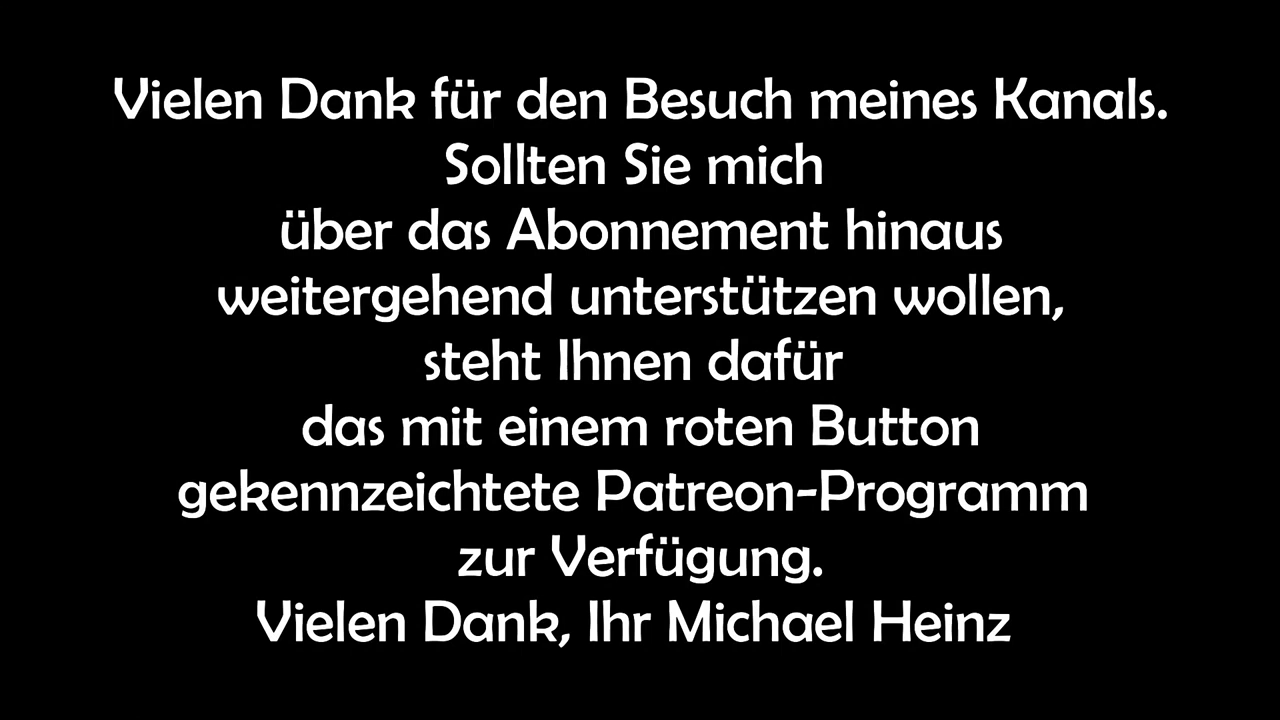 Vielen Dank für den Besuch meines Kanals.
Sollten Sie mich
über das Abonnement hinaus
weitergehend unterstützen wollen,
steht Ihnen dafür
das mit einem roten Button
gekennzeichtete Patreon-Programm
zur Verfügung.
Vielen Dank, Ihr Michael Heinz